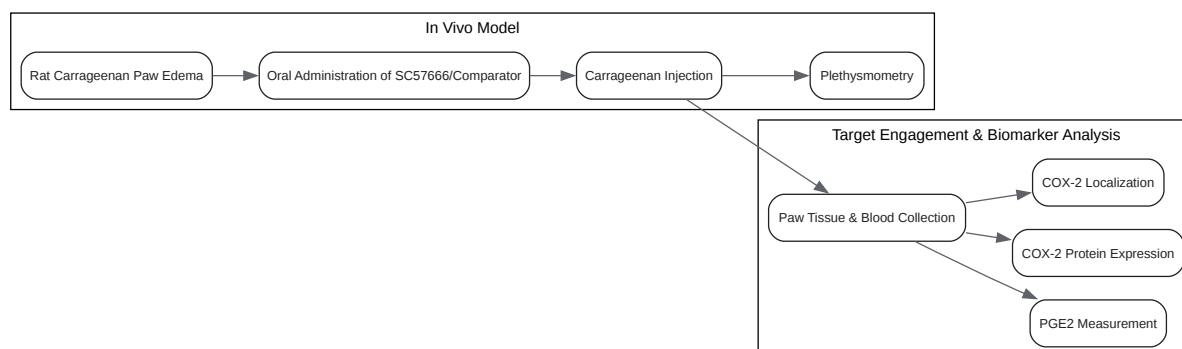 In Vivo Model
Rat Carrageenan Paw Edema
Oral Administration of SC57666/Comparator
Carrageenan Injection
Plethysmometry
Target Engagement & Biomarker Analysis
Paw Tissue & Blood Collection
COX-2 Localization
COX-2 Protein Expression
PGE2 Measurement